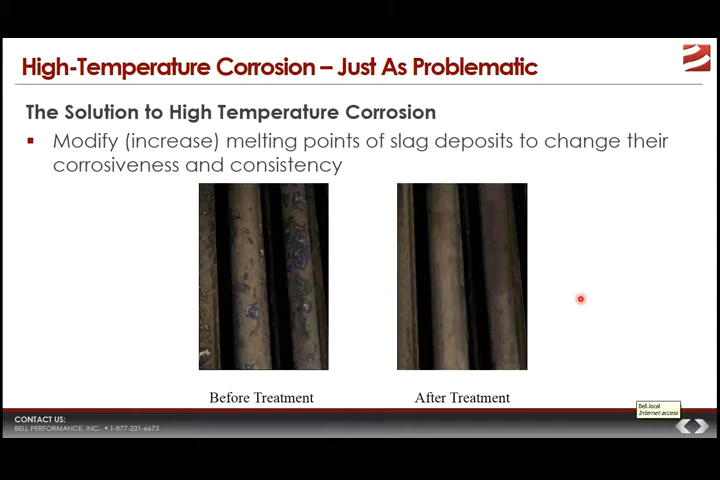 High-Temperature Corrosion – Just As Problematic
The Solution to High Temperature Corrosion
Modify (increase) melting points of slag deposits to change their
corrosiveness and consistency
Before Treatment
After Treatment
Bell.local
Internet access
CONTACT US:
BELL PERFORMANCE, INC. • 1-877-231-6673